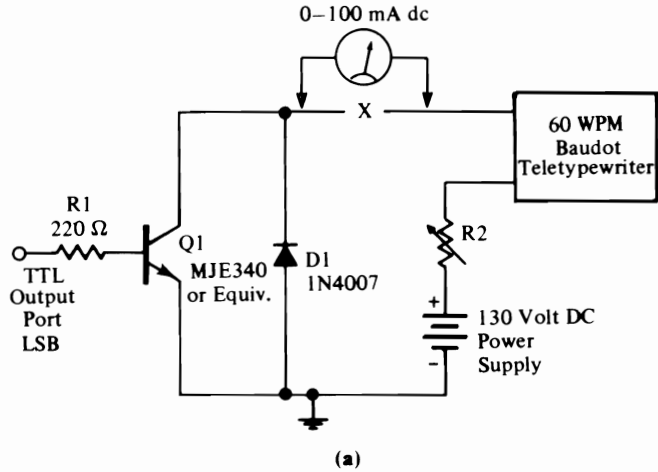 0–100 mA dc
X
60 WPM
Baudot
Teletypewriter
R1
220 Ω
Q1
MJE340
or Equiv.
D1
1N4007
R2
TTL
Output
Port
LSB
+
130 Volt DC
Power
Supply
−
(a)